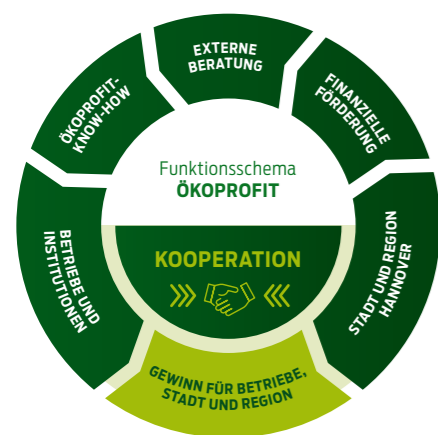 EXTERNE
BERATUNG
ÖKOPROFIT-
KNOW-HOW
FINANZIELLE
FÖRDERUNG
Funktionsschema
ÖKOPROFIT
KOOPERATION
BETRIEBE UND
INSTITUTIONEN
STADT UND REGION
HANNOVER
GEWINN FÜR BETRIEBE,
STADT UND REGION